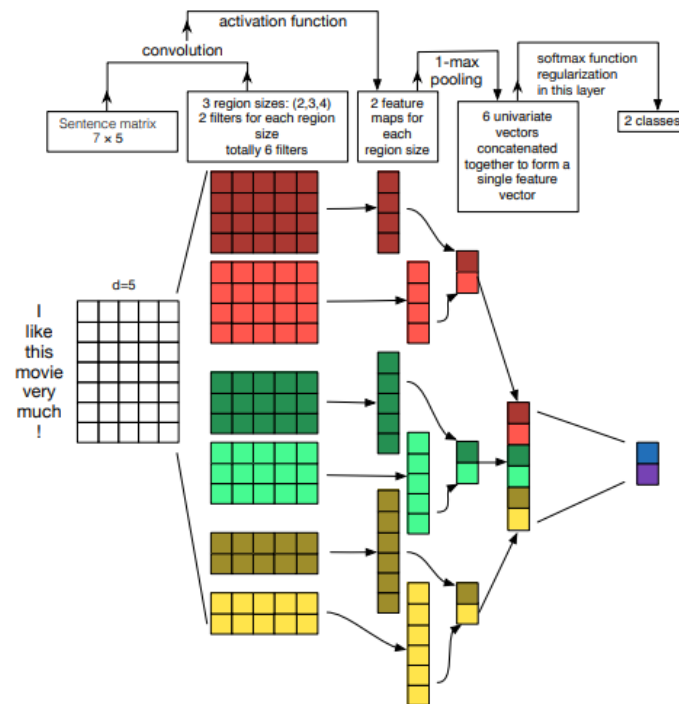 activation function
convolution
1-max
pooling
softmax function
regularization
in this layer
Sentence matrix
7 × 5
3 region sizes: (2,3,4)
2 filters for each region
size
totally 6 filters
2 feature
maps for
each
region size
6 univariate
vectors
concatenated
together to form a
single feature
vector
2 classes
d=5
I
like
this
movie
very
much
!